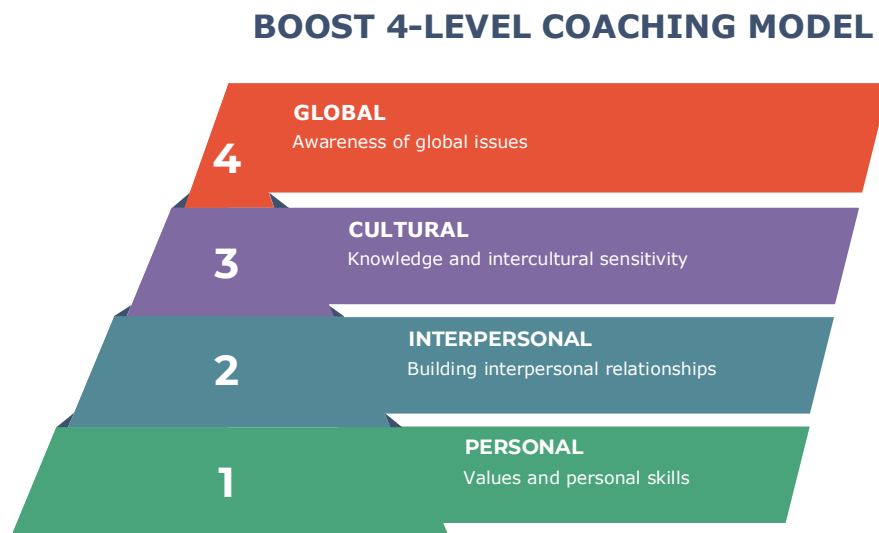 BOOST 4-LEVEL COACHING MODEL
GLOBAL
Awareness of global issues
4
CULTURAL
Knowledge and intercultural sensitivity
3
INTERPERSONAL
Building interpersonal relationships
2
PERSONAL
Values and personal skills
1